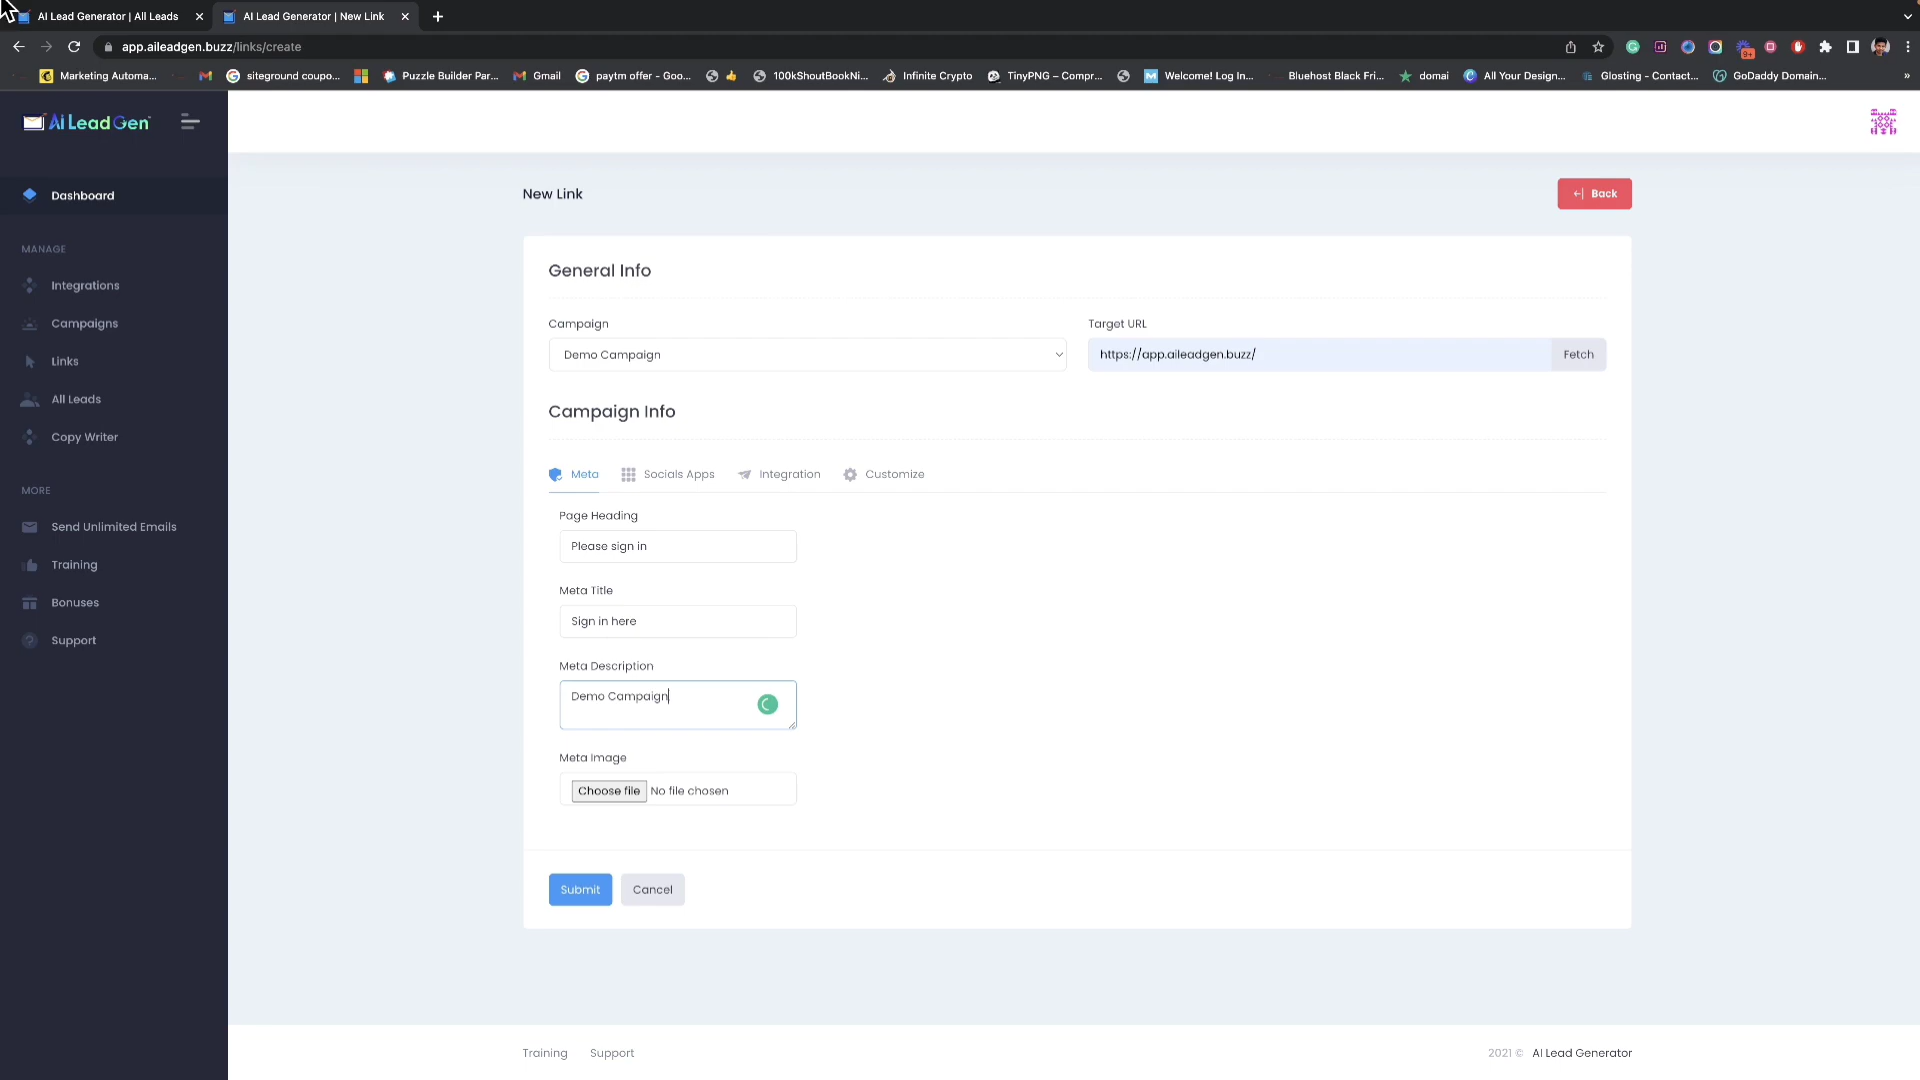 AI Lead Generator | All Leads
AI Lead Generator | New Link
app.aileadgen.buzz/links/create
Marketing Automa...
siteground coupo...
Puzzle Builder Par...
Gmail
paytm offer - Goo...
100kShoutBookNi...
Infinite Crypto
TinyPNG – Compr...
Welcome! Log In...
Bluehost Black Fri...
domai
All Your Design...
Glosting - Contact...
GoDaddy Domain...
»
9+
Ai Lead Gen
Dashboard
MANAGE
Integrations
Campaigns
Links
All Leads
Copy Writer
MORE
Send Unlimited Emails
Training
Bonuses
Support
New Link
Back
General Info
Campaign
Target URL
Demo Campaign
https://app.aileadgen.buzz/
Fetch
Campaign Info
Meta
Socials Apps
Integration
Customize
Page Heading
Please sign in
Meta Title
Sign in here
Meta Description
Demo Campaign
Meta Image
Choose file No file chosen
Submit
Cancel
Training
Support
2021 © AI Lead Generator